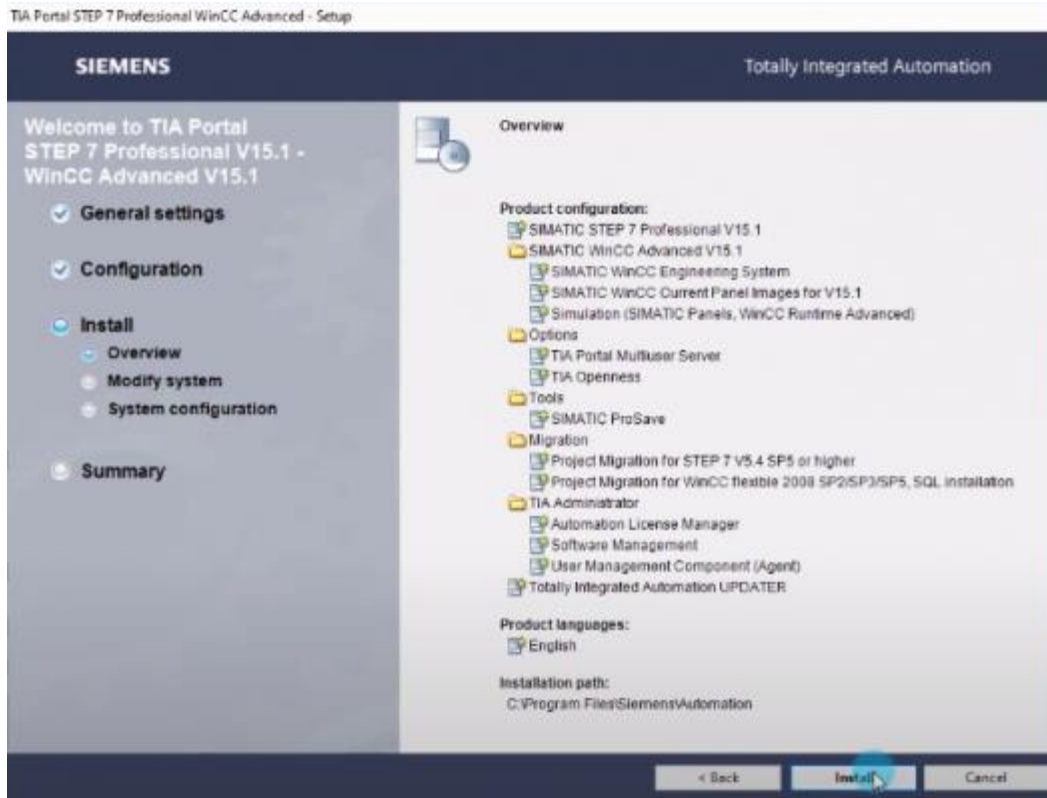 TIA Portal STEP 7 Professional WinCC Advanced - Setup
SIEMENS
Totally Integrated Automation
Welcome to TIA Portal
STEP 7 Professional V15.1 -
WinCC Advanced V15.1
General settings
Configuration
Install
Overview
Modify system
System configuration
Summary
Overview
Product configuration:
SIMATIC STEP 7 Professional V15.1
SIMATIC WinCC Advanced V15.1
SIMATIC WinCC Engineering System
SIMATIC WinCC Current Panel Images for V15.1
Simulation (SIMATIC Panels, WinCC Runtime Advanced)
Options
TIA Portal Multiuser Server
TIA Openness
Tools
SIMATIC ProSave
Migration
Project Migration for STEP 7 V5.4 SP5 or higher
Project Migration for WinCC flexible 2008 SP2/SP3/SP5, SQL installation
TIA Administrator
Automation License Manager
Software Management
User Management Component (Agent)
Totally Integrated Automation UPDATER
Product languages:
English
Installation path:
C:\Program Files\Siemens\Automation
< Back
Install
Cancel